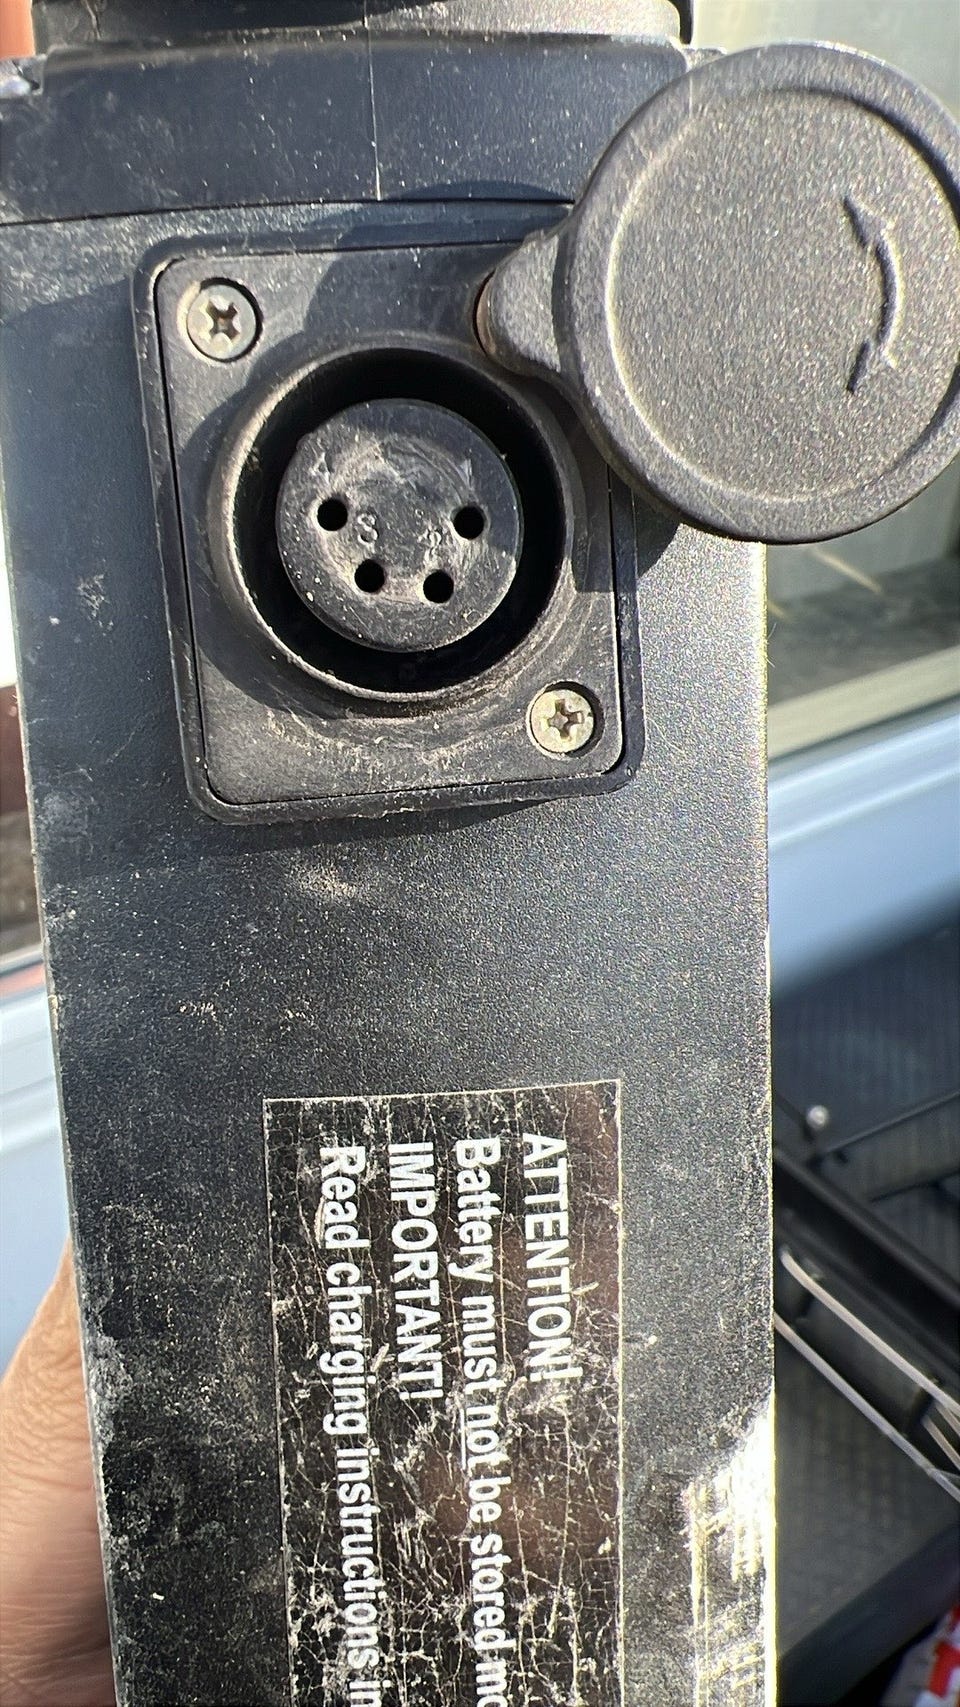 ATTENTION!
Battery must not be stored
IMPORTANT!
Read charging instructions